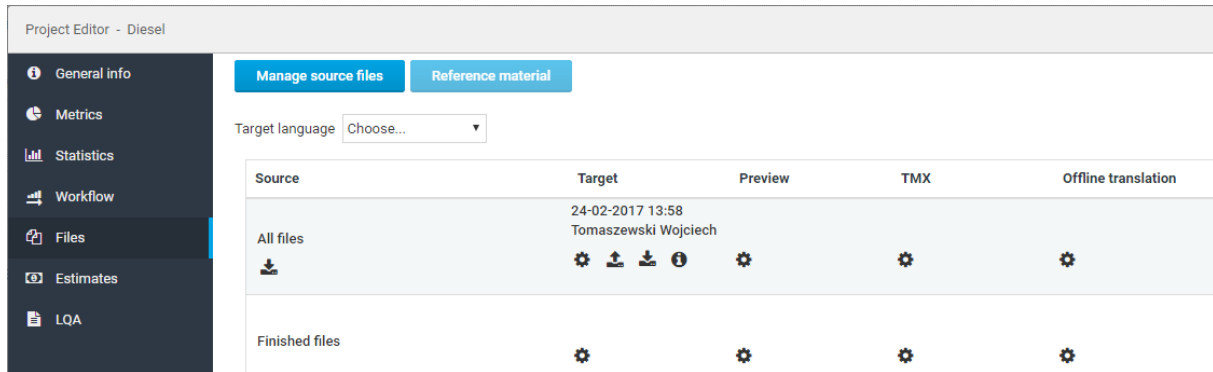 Project Editor - Diesel
General info
Metrics
Statistics
Workflow
Files
Estimates
LQA
Manage source files Reference material
Target language Choose...
Source Target Preview TMX Offline translation
24-02-2017 13:58
Tomaszewski Wojciech
All files
Finished files